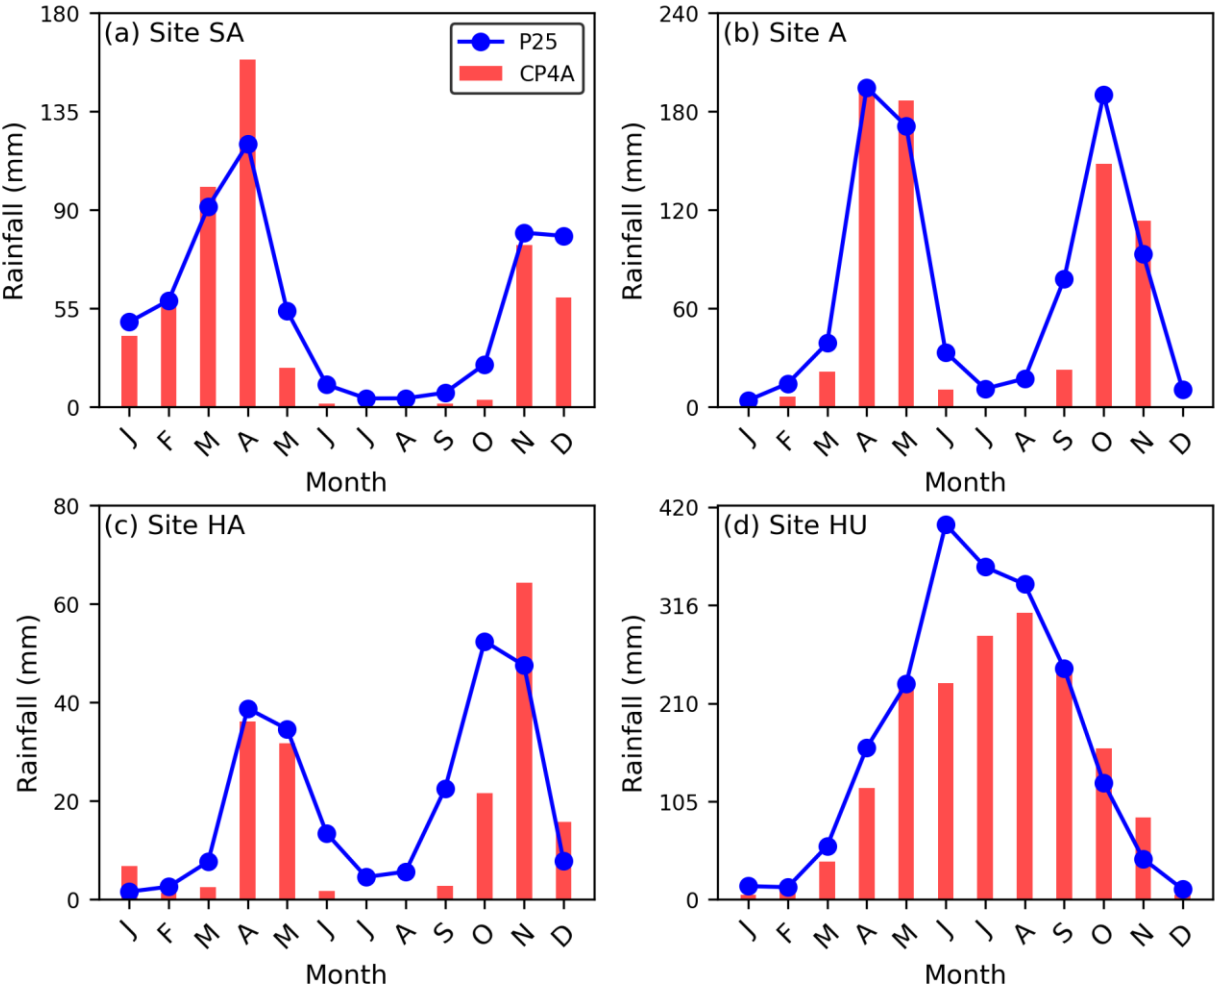 (a) Site SA
P25
CP4A
180
135
90
55
0
Rainfall (mm)
J F M A M J J A S O N D
Month
(b) Site A
240
180
120
60
0
Rainfall (mm)
J F M A M J J A S O N D
Month
(c) Site HA
80
60
40
20
0
Rainfall (mm)
J F M A M J J A S O N D
Month
(d) Site HU
420
316
210
105
0
Rainfall (mm)
J F M A M J J A S O N D
Month